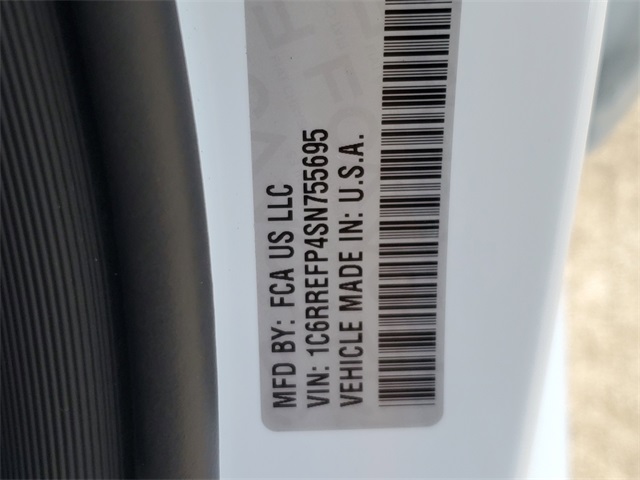 MFD BY: FCA US LLC
VIN: 1C6RREFP4SN755695
VEHICLE MADE IN: U.S.A.